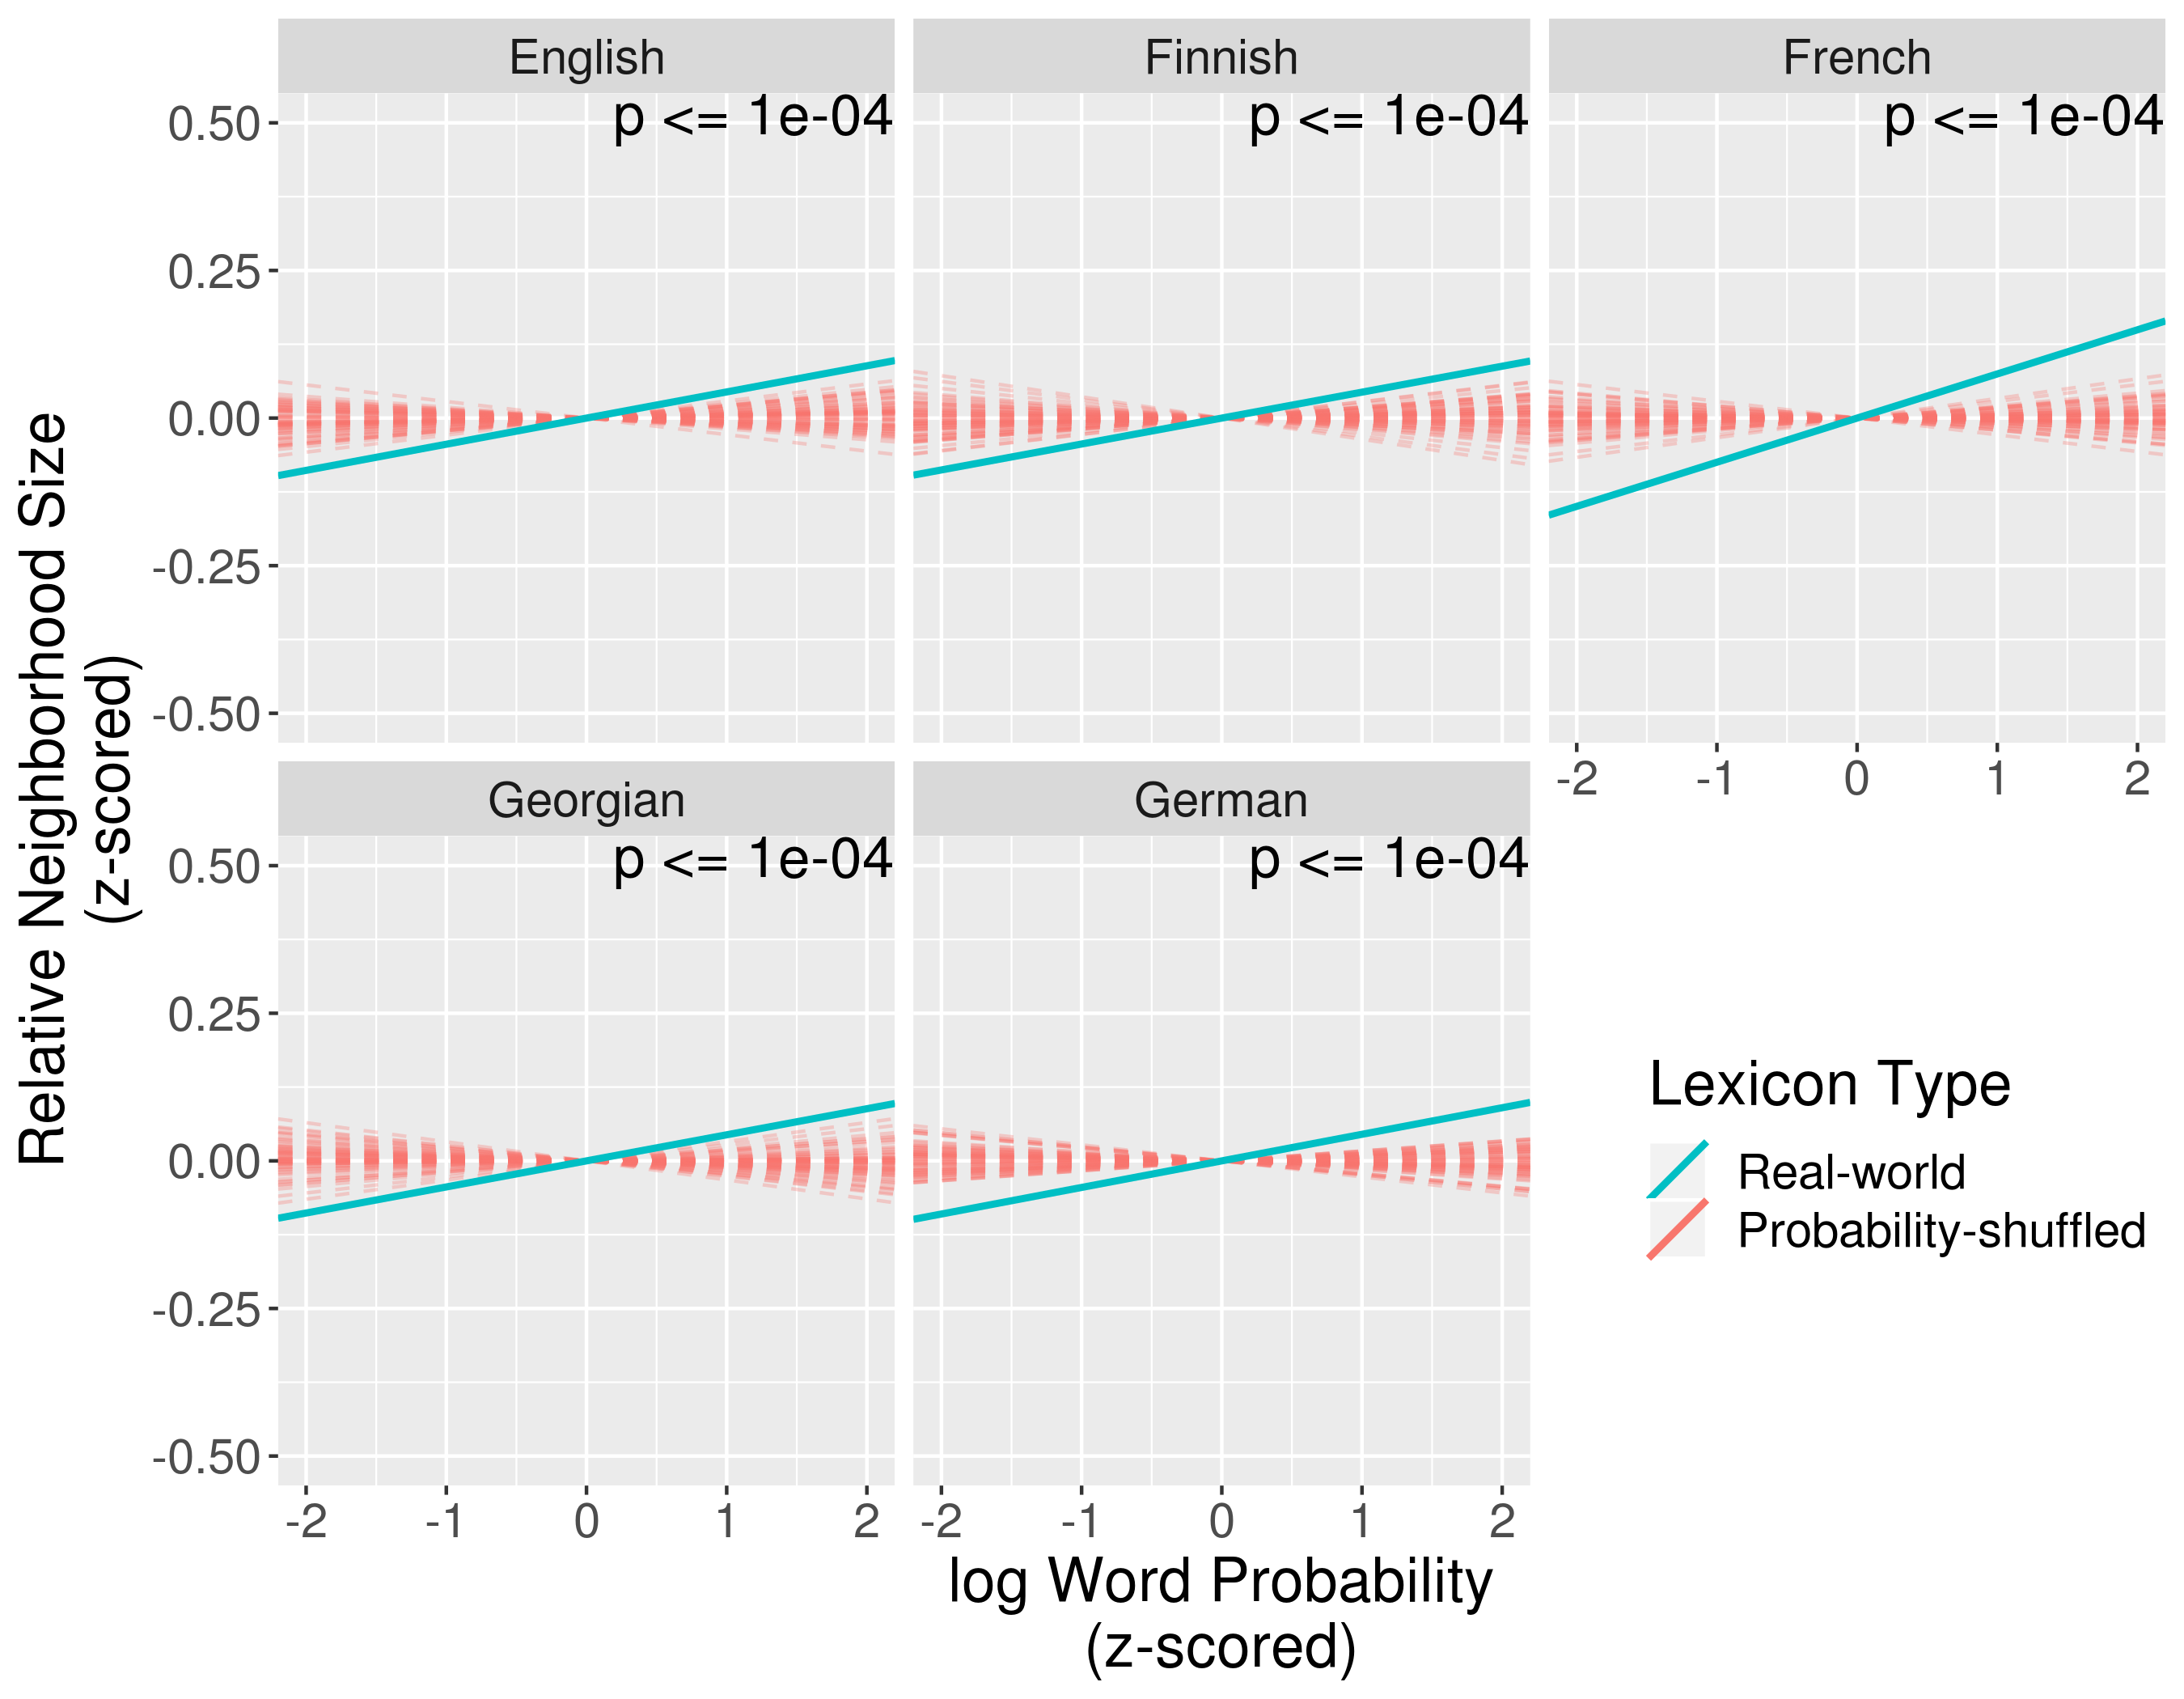 Relative Neighborhood Size
(z-scored)
English
p <= 1e-04
0.50
0.25
0.00
-0.25
-0.50
Finnish
p <= 1e-04
French
p <= 1e-04
-2 -1 0 1 2
Georgian
p <= 1e-04
0.50
0.25
0.00
-0.25
-0.50
-2 -1 0 1 2
German
p <= 1e-04
-2 -1 0 1 2
log Word Probability
(z-scored)
Lexicon Type
Real-world
Probability-shuffled